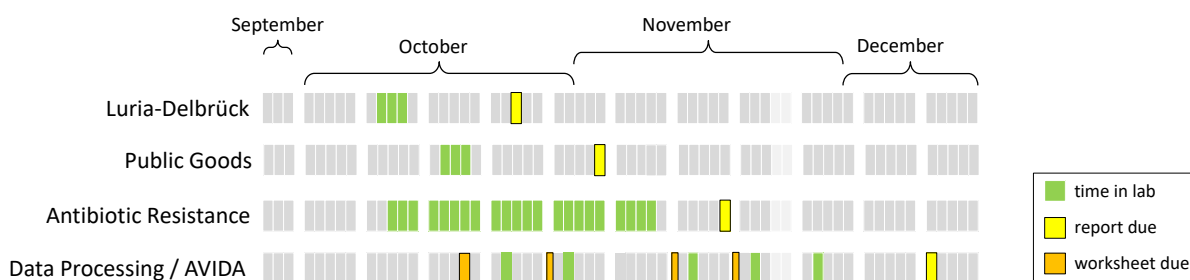 September
October
November
December
Luria-Delbrück
Public Goods
Antibiotic Resistance
Data Processing / AVIDA
time in lab
report due
worksheet due